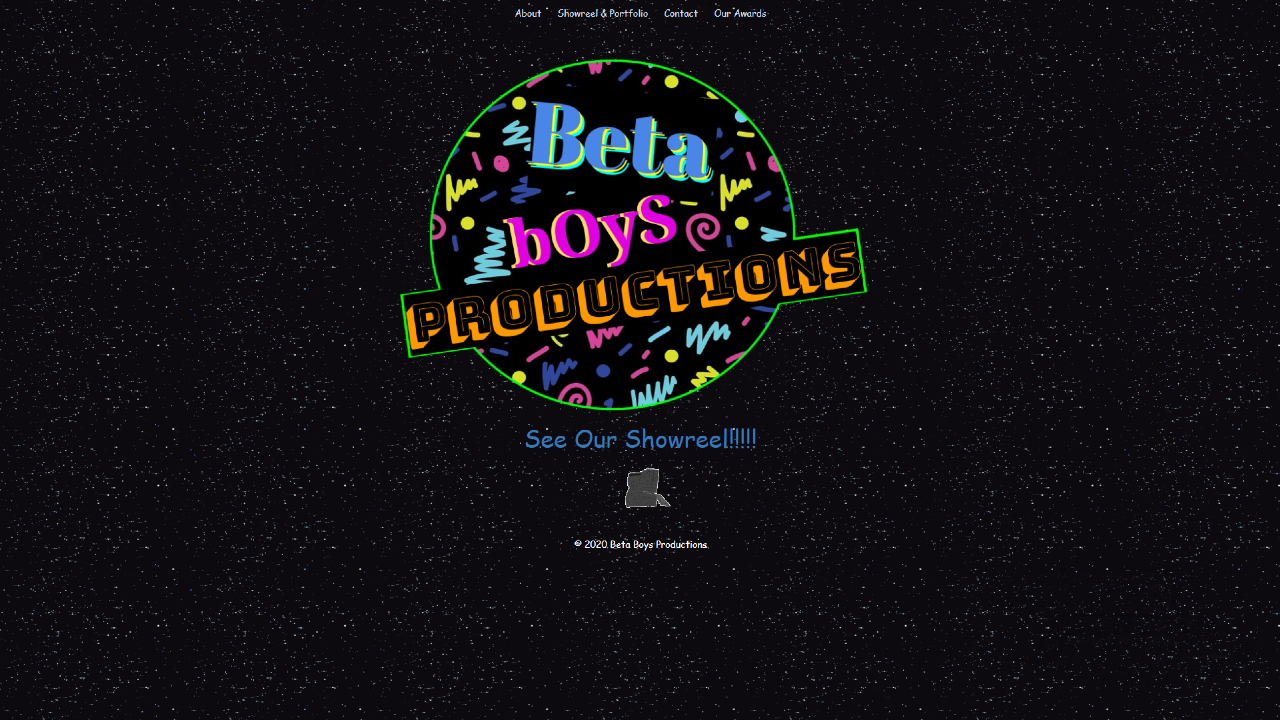 About Showreel & Portfolio Contact Our Awards
Beta
bOyS
PRODUCTIONS
See Our Showreel!!!!!
© 2020 Beta Boys Productions.